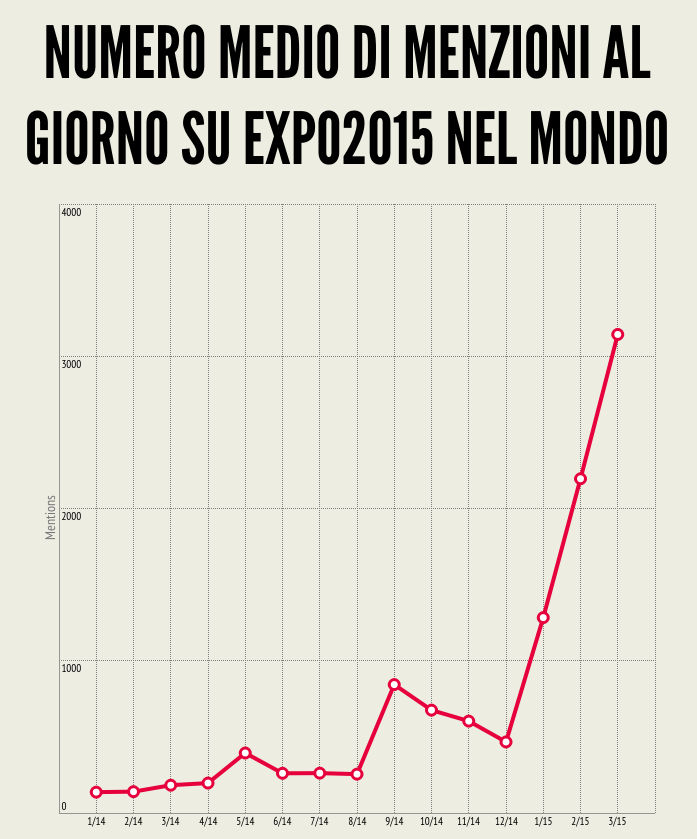 NUMERO MEDIO DI MENZIONI AL
GIORNO SU EXPO2015 NEL MONDO
4000
3000
2000
1000
0
Mentions
1/14 2/14 3/14 4/14 5/14 6/14 7/14 8/14 9/14 10/14 11/14 12/14 1/15 2/15 3/15